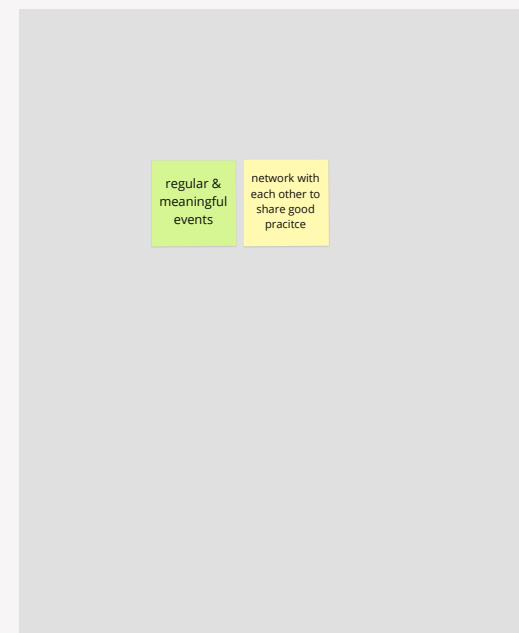 regular &
meaningful
events
network with
each other to
share good
pracitce